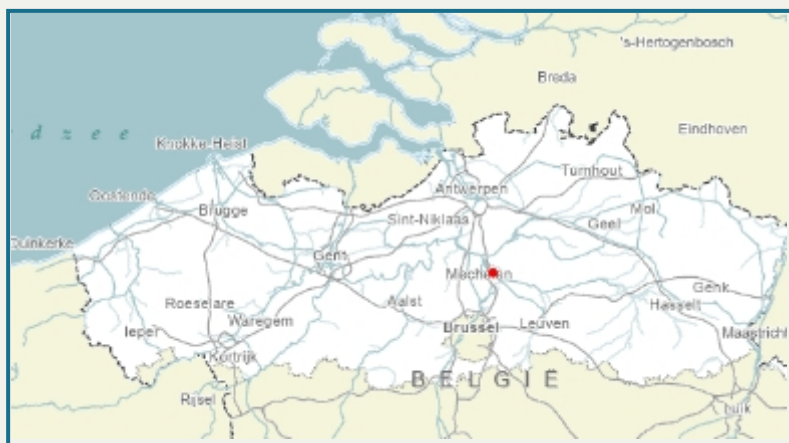 's-Hertogenbosch
Breda
d z e e
Eindhoven
Knokke-Heist
Turnhout
Antwerpen
Oostende
Brugge
Mol
Sint-Niklaas
Geel
Duinkerke
Gent
Mechelen
Genk
Roeselare
Aalst
Hasselt
Waregem
Brussel
Leuven
Ieper
Maastricht
Kortrijk
BELGIË
Rijsel
Luik